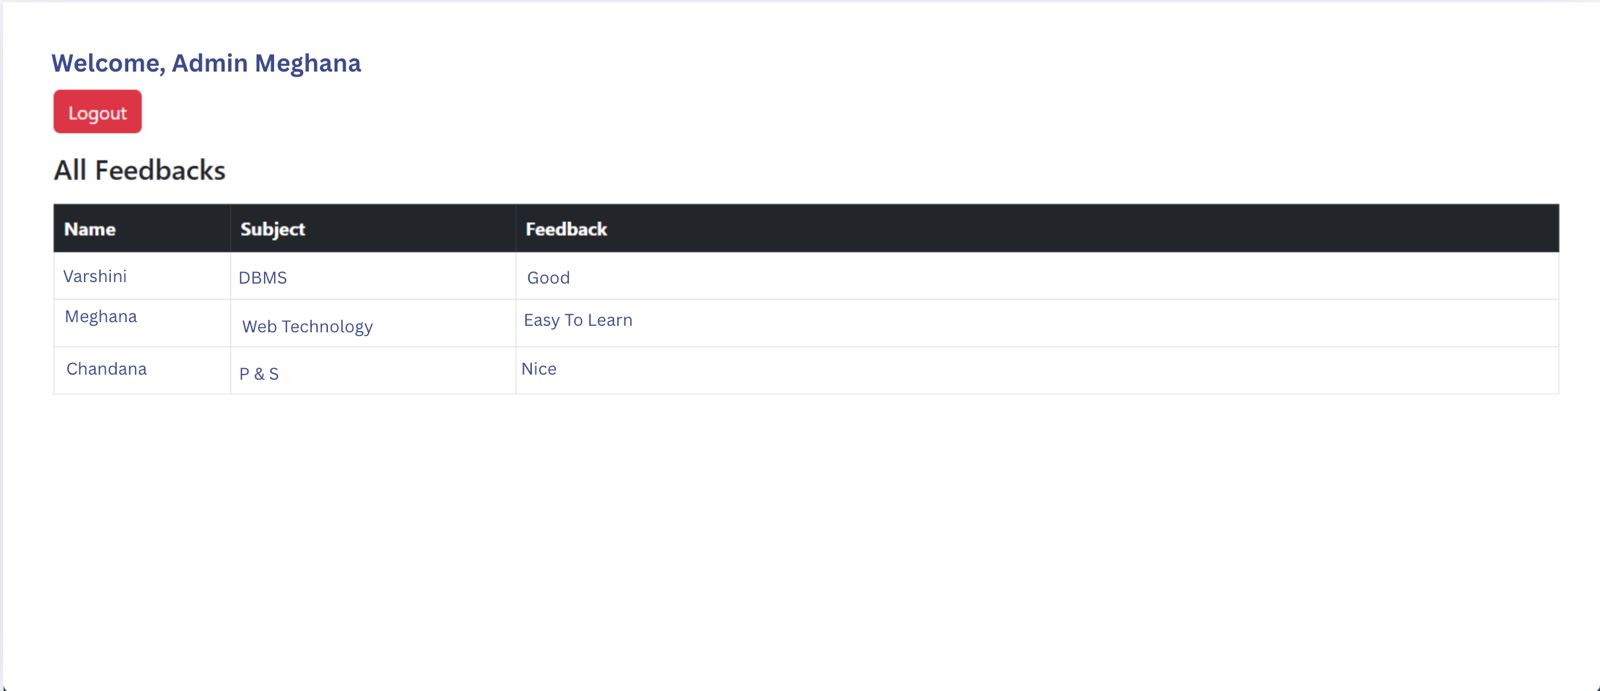 Welcome, Admin Meghana
Logout
All Feedbacks
Name Subject Feedback
Varshini DBMS Good
Meghana Web Technology Easy To Learn
Chandana P & S Nice